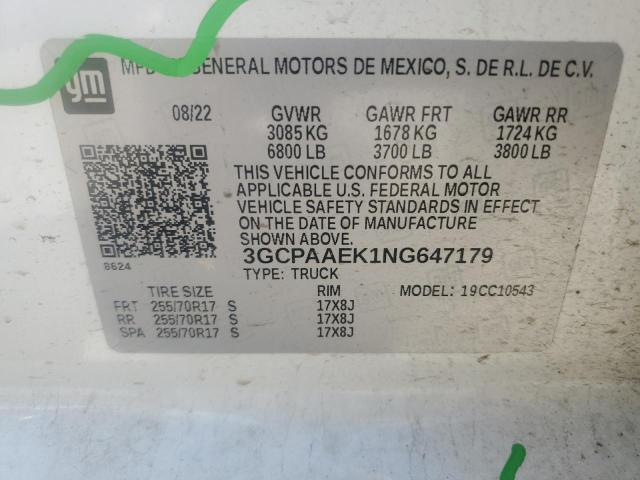 gm
GENERAL MOTORS DE MEXICO, S. DE R.L. DE C.V.
08/22 GVWR GAWR FRT GAWR RR
3085 KG 1678 KG 1724 KG
6800 LB 3700 LB 3800 LB
THIS VEHICLE CONFORMS TO ALL
APPLICABLE U.S. FEDERAL MOTOR
VEHICLE SAFETY STANDARDS IN EFFECT
ON THE DATE OF MANUFACTURE
SHOWN ABOVE.
8624
3GCPAAEK1NG647179
TYPE: TRUCK
TIRE SIZE RIM MODEL: 19CC10543
FRT 255/70R17 S 17X8J
RR 255/70R17 S 17X8J
SPA 255/70R17 S 17X8J